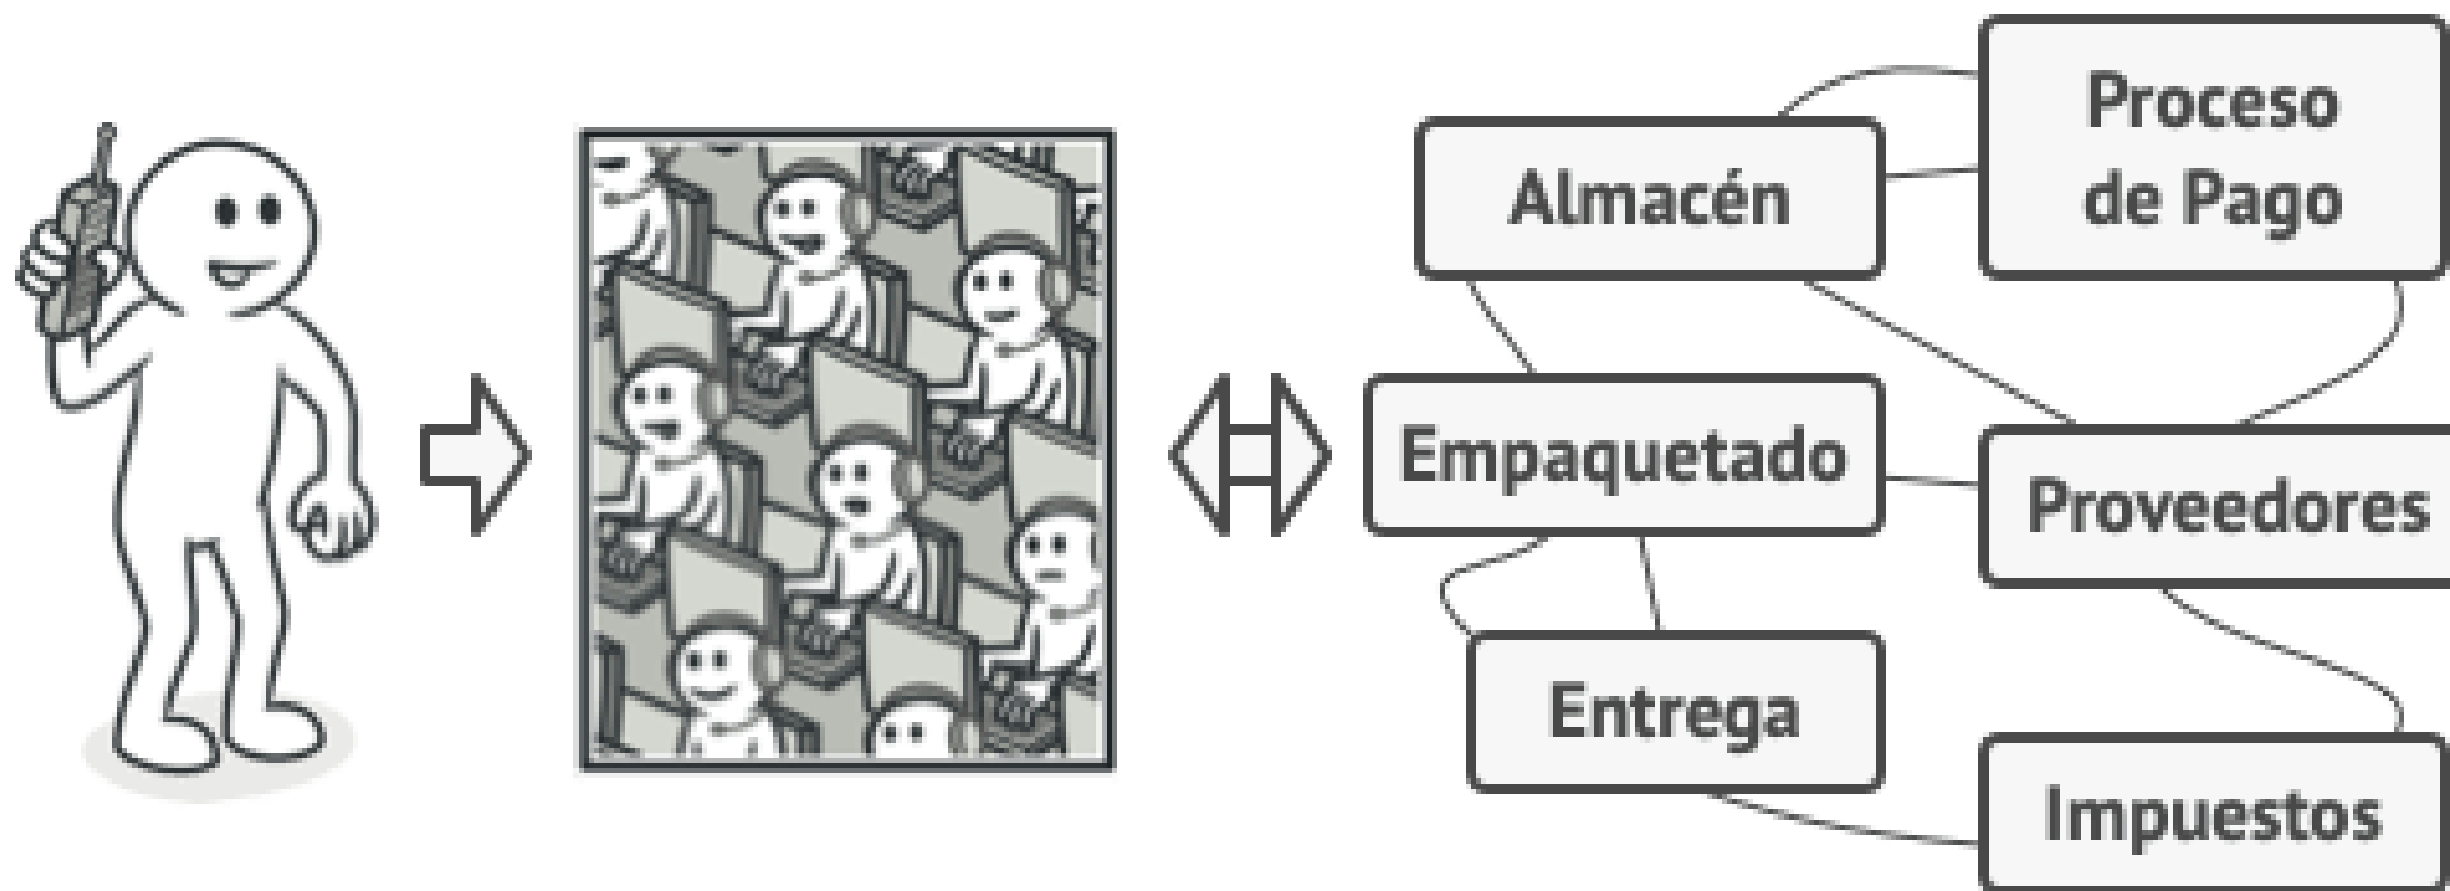 Proceso
de Pago
Almacén
Empaquetado
Proveedores
Entrega
Impuestos